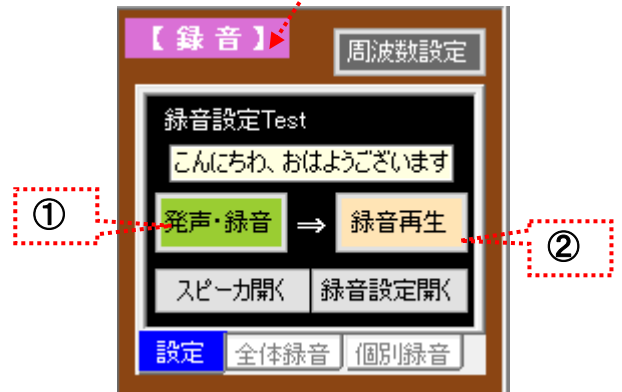 【 録 音 】
周波数設定
録音設定Test
こんにちわ、おはようございます
① 発声・録音 ⇒ 録音再生 ②
スピーカ開く 録音設定開く
設定 全体録音 個別録音